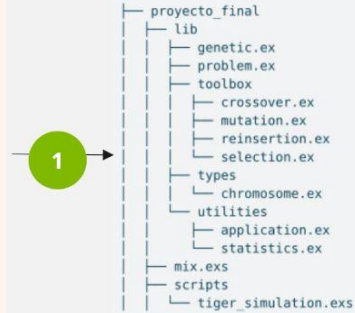 ├── proyecto_final
│   ├── lib
│   │   ├── genetic.ex
│   │   ├── problem.ex
│   │   ├── toolbox
│   │   │   ├── crossover.ex
│   │   │   ├── mutation.ex
│   │   │   ├── reinsertion.ex
│   │   │   └── selection.ex
│   │   ├── types
│   │   │   └── chromosome.ex
│   │   └── utilities
│   │       ├── application.ex
│   │       └── statistics.ex
│   ├── mix.exs
│   ├── scripts
│   │   └── tiger_simulation.exs
1